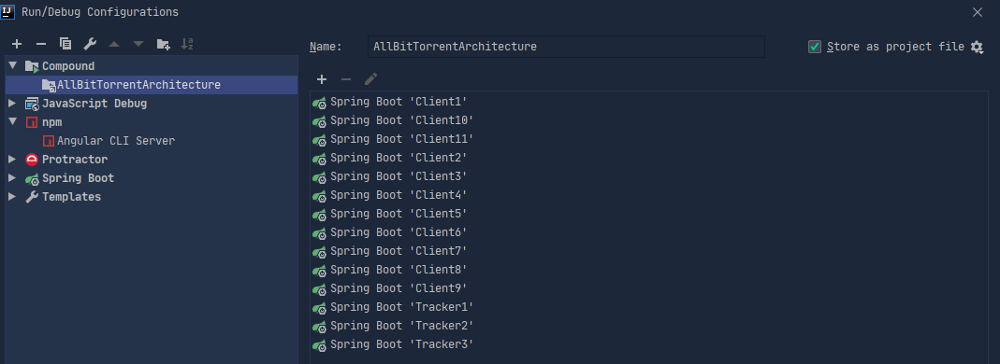 IJ Run/Debug Configurations
Name: AllBitTorrentArchitecture Store as project file
Compound
AllBitTorrentArchitecture
JavaScript Debug
npm
Angular CLI Server
Protractor
Spring Boot
Templates
Spring Boot 'Client1'
Spring Boot 'Client10'
Spring Boot 'Client11'
Spring Boot 'Client2'
Spring Boot 'Client3'
Spring Boot 'Client4'
Spring Boot 'Client5'
Spring Boot 'Client6'
Spring Boot 'Client7'
Spring Boot 'Client8'
Spring Boot 'Client9'
Spring Boot 'Tracker1'
Spring Boot 'Tracker2'
Spring Boot 'Tracker3'